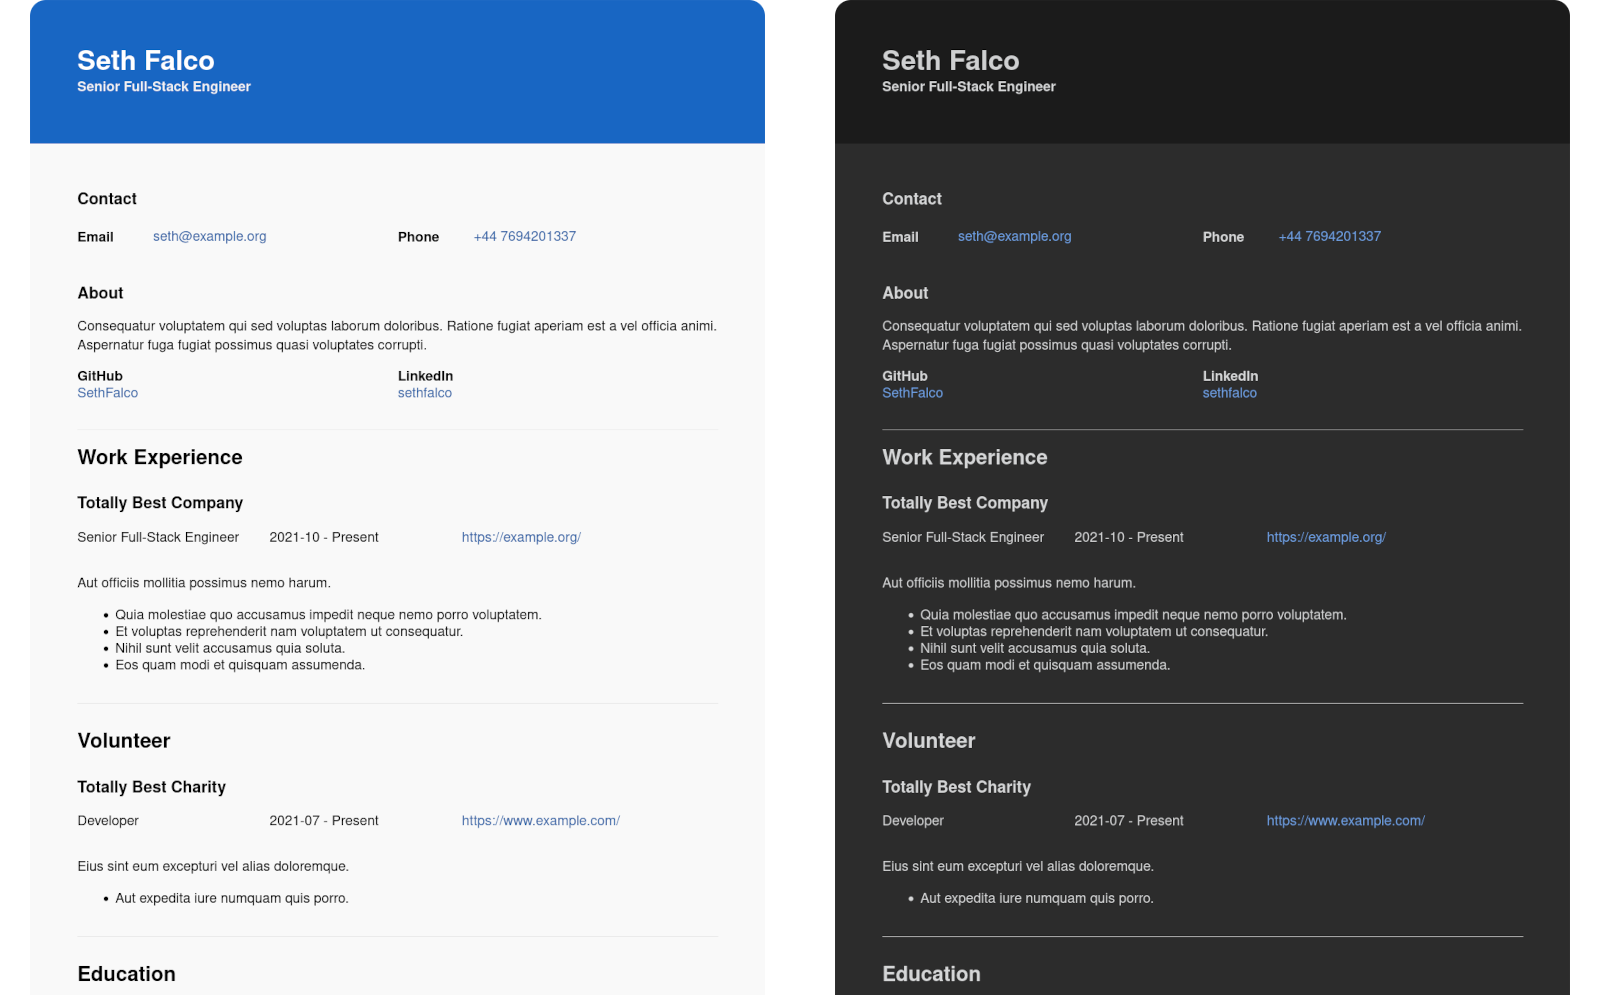 Seth Falco
Senior Full-Stack Engineer
Contact
Email seth@example.org Phone +44 7694201337
About
Consequatur voluptatem qui sed voluptas laborum doloribus. Ratione fugiat aperiam est a vel officia animi.
Aspernatur fuga fugiat possimus quasi voluptates corrupti.
GitHub LinkedIn
SethFalco sethfalco
Work Experience
Totally Best Company
Senior Full-Stack Engineer 2021-10 - Present https://example.org/
Aut officiis mollitia possimus nemo harum.
• Quia molestiae quo accusamus impedit neque nemo porro voluptatem.
• Et voluptas reprehenderit nam voluptatem ut consequatur.
• Nihil sunt velit accusamus quia soluta.
• Eos quam modi et quisquam assumenda.
Volunteer
Totally Best Charity
Developer 2021-07 - Present https://www.example.com/
Eius sint eum excepturi vel alias doloremque.
• Aut expedita iure numquam quis porro.
Education
Seth Falco
Senior Full-Stack Engineer
Contact
Email seth@example.org Phone +44 7694201337
About
Consequatur voluptatem qui sed voluptas laborum doloribus. Ratione fugiat aperiam est a vel officia animi.
Aspernatur fuga fugiat possimus quasi voluptates corrupti.
GitHub LinkedIn
SethFalco sethfalco
Work Experience
Totally Best Company
Senior Full-Stack Engineer 2021-10 - Present https://example.org/
Aut officiis mollitia possimus nemo harum.
• Quia molestiae quo accusamus impedit neque nemo porro voluptatem.
• Et voluptas reprehenderit nam voluptatem ut consequatur.
• Nihil sunt velit accusamus quia soluta.
• Eos quam modi et quisquam assumenda.
Volunteer
Totally Best Charity
Developer 2021-07 - Present https://www.example.com/
Eius sint eum excepturi vel alias doloremque.
• Aut expedita iure numquam quis porro.
Education